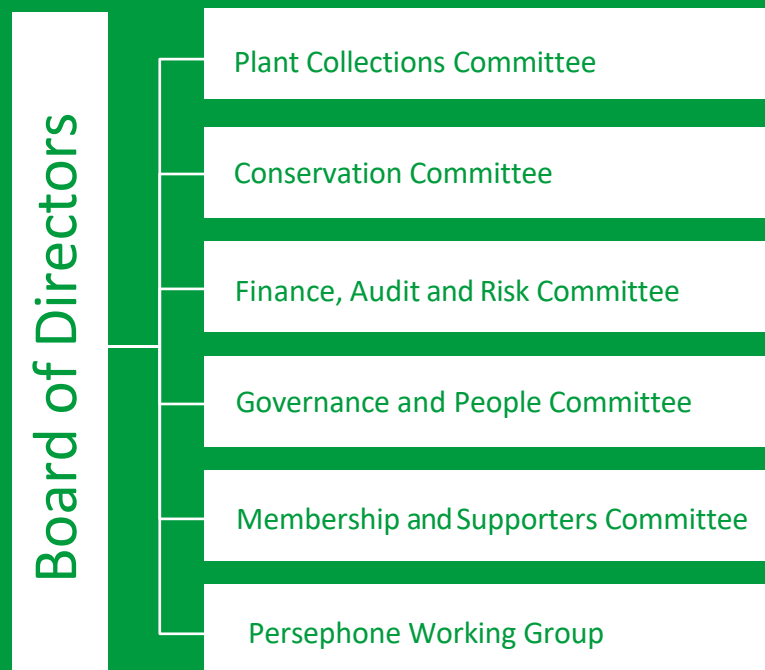 Board of Directors
Plant Collections Committee
Conservation Committee
Finance, Audit and Risk Committee
Governance and People Committee
Membership and Supporters Committee
Persephone Working Group